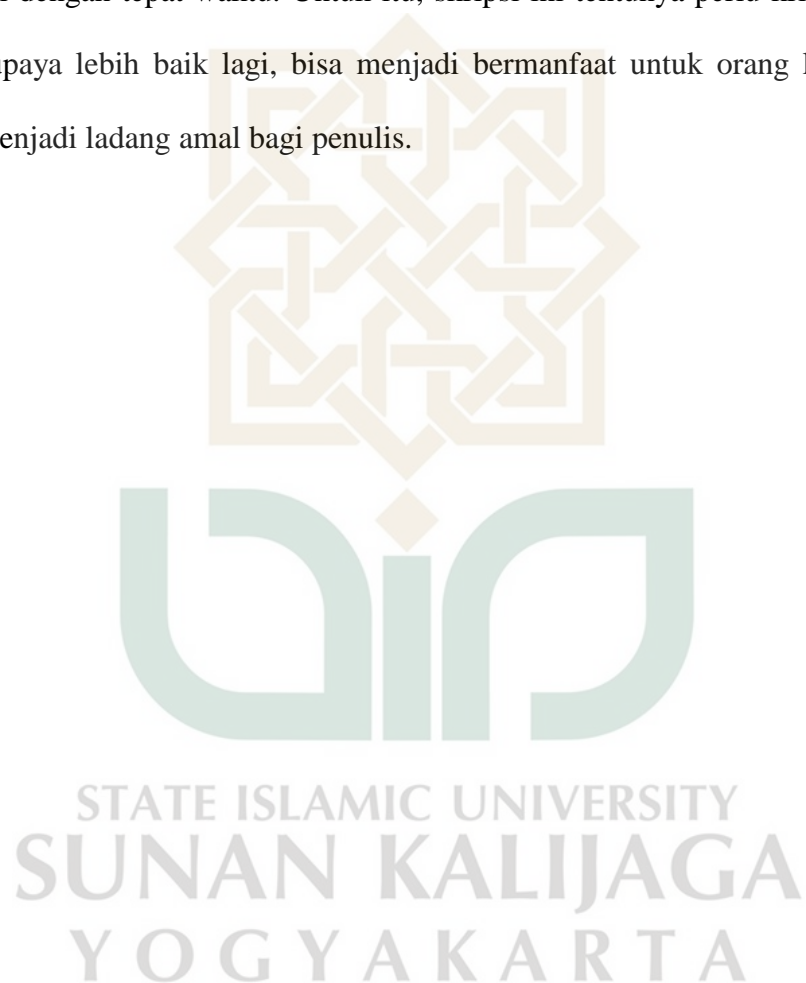 dengan tepat waktu. Untuk itu, skripsi ini tentunya perlu
lebih baik lagi, bisa menjadi bermanfaat untuk orang
enjadi ladang amal bagi penulis.
STATE ISLAMIC UNIVERSITY
SUNAN KALIJAGA
YOGYAKARTA